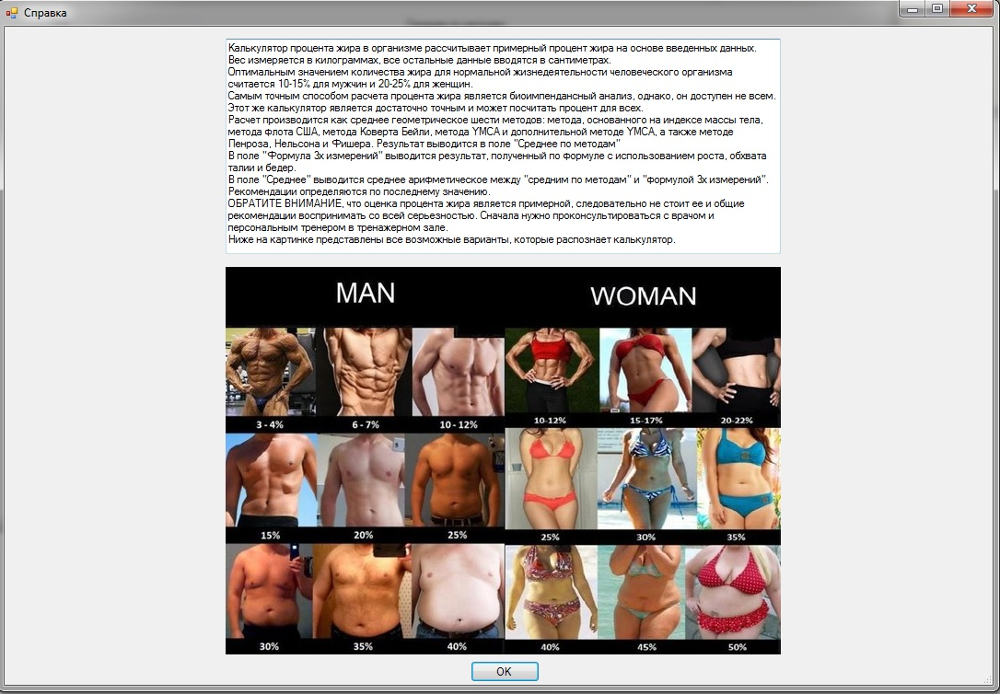 Справка
Калькулятор процента жира в организме рассчитывает примерный процент жира на основе введенных данных.
Вес измеряется в килограммах, все остальные данные вводятся в сантиметрах.
Оптимальным значением количества жира для нормальной жизнедеятельности человеческого организма
считается 10-15% для мужчин и 20-25% для женщин.
Самым точным способом расчета процента жира является биоимпендансный анализ, однако, он доступен не всем.
Этот же калькулятор является достаточно точным и может посчитать процент для всех.
Расчет производится как среднее геометрическое шести методов: метода, основанного на индексе массы тела,
метода флота США, метода Коверта Бейли, метода YMCA и дополнительной методе YMCA, а также методе
Пенроза, Нельсона и Фишера. Результат выводится в поле "Среднее по методам"
В поле "Формула 3х измерений" выводится результат, полученный по формуле с использованием роста, обхвата
талии и бедер.
В поле "Среднее" выводится среднее арифметическое между "средним по методам" и "формулой 3х измерений".
Рекомендации определяются по последнему значению.
ОБРАТИТЕ ВНИМАНИЕ, что оценка процента жира является примерной, следовательно не стоит ее и общие
рекомендации воспринимать со всей серьезностью. Сначала нужно проконсультироваться с врачом и
персональным тренером в тренажерном зале.
Ниже на картинке представлены все возможные варианты, которые распознает калькулятор.
MAN
WOMAN
3 - 4%
6 - 7%
10 - 12%
10-12%
15-17%
20-22%
15%
20%
25%
25%
30%
35%
30%
35%
40%
40%
45%
50%
OK